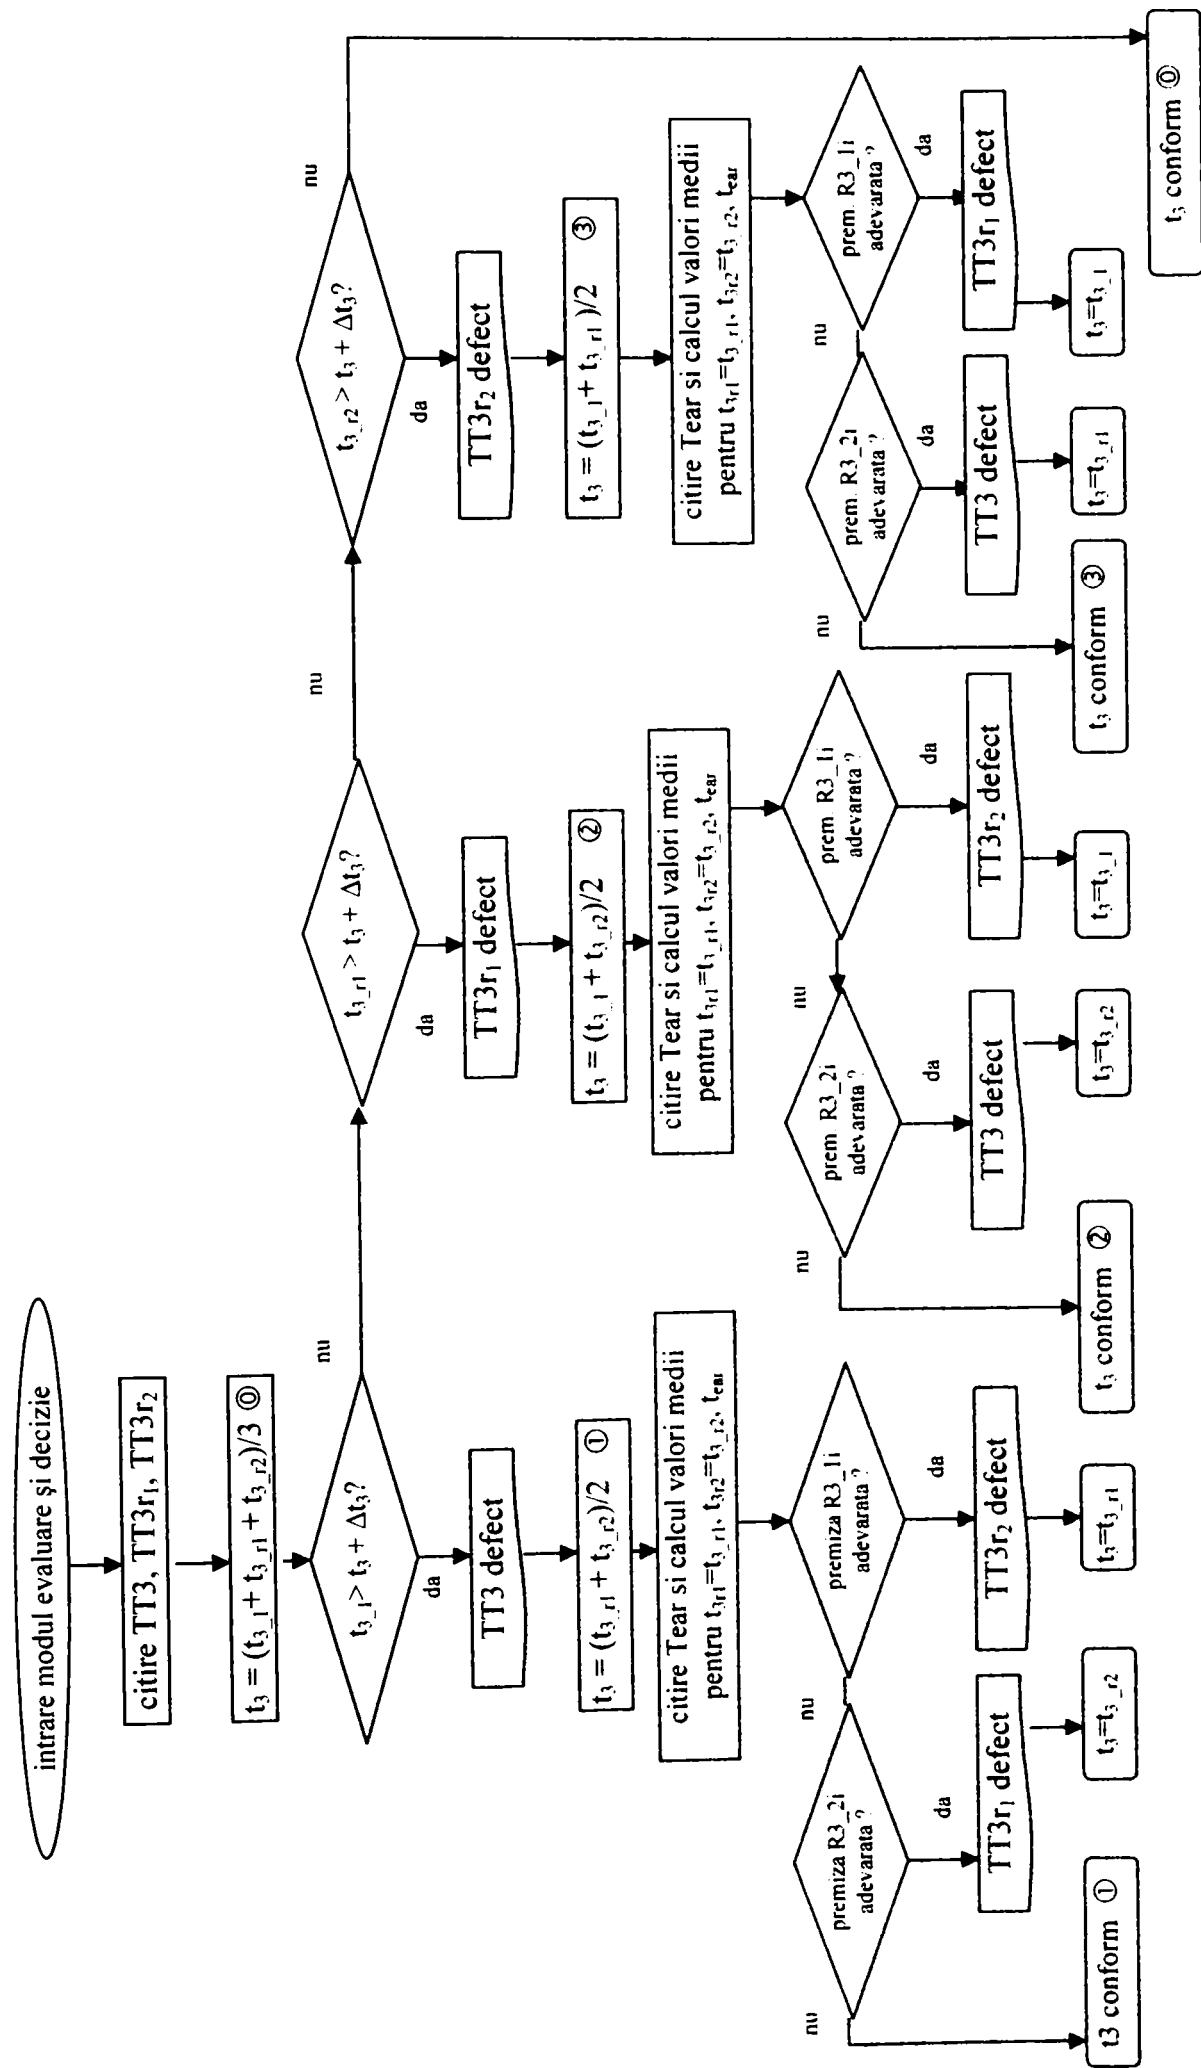 intrare modul evaluare şi decizie
citire TT3, TT3r₁, TT3r₂
t₃ = (t₃_₁ + t₃_r₁ + t₃_r₂)/3 ⓪
t₃_₁ > t₃ + Δt₃?
nu
da
TT3 defect
t₃ = (t₃_r₁ + t₃_r₂)/2 ①
citire Tear si calcul valori medii
pentru t₃r₁=t₃_r₁, t₃r₂=t₃_r₂, tear
premiza R3_1i
adevarata ?
da
nu
TT3r₂ defect
t₃=t₃_r₁
premiza R3_2i
adevarata ?
da
nu
TT3r₁ defect
t₃=t₃_r₂
t3 conform ①
t₃_r₁ > t₃ + Δt₃?
nu
da
TT3r₁ defect
t₃ = (t₃_₁ + t₃_r₂)/2 ②
citire Tear si calcul valori medii
pentru t₃r₁=t₃_r₁, t₃r₂=t₃_r₂, tear
prem. R3_1i
adevarata ?
da
nu
TT3r₂ defect
t₃=t₃_₁
prem. R3_2i
adevarata ?
da
nu
TT3 defect
t₃=t₃_r₂
t₃ conform ②
t₃_r₂ > t₃ + Δt₃?
nu
da
TT3r₂ defect
t₃ = (t₃_₁ + t₃_r₁)/2 ③
citire Tear si calcul valori medii
pentru t₃r₁=t₃_r₁, t₃r₂=t₃_r₂, tear
prem. R3_1i
adevarata ?
da
nu
TT3r₁ defect
t₃=t₃_₁
prem. R3_2i
adevarata ?
da
nu
TT3 defect
t₃=t₃_r₁
t₃ conform ③
t₃ conform ⓪